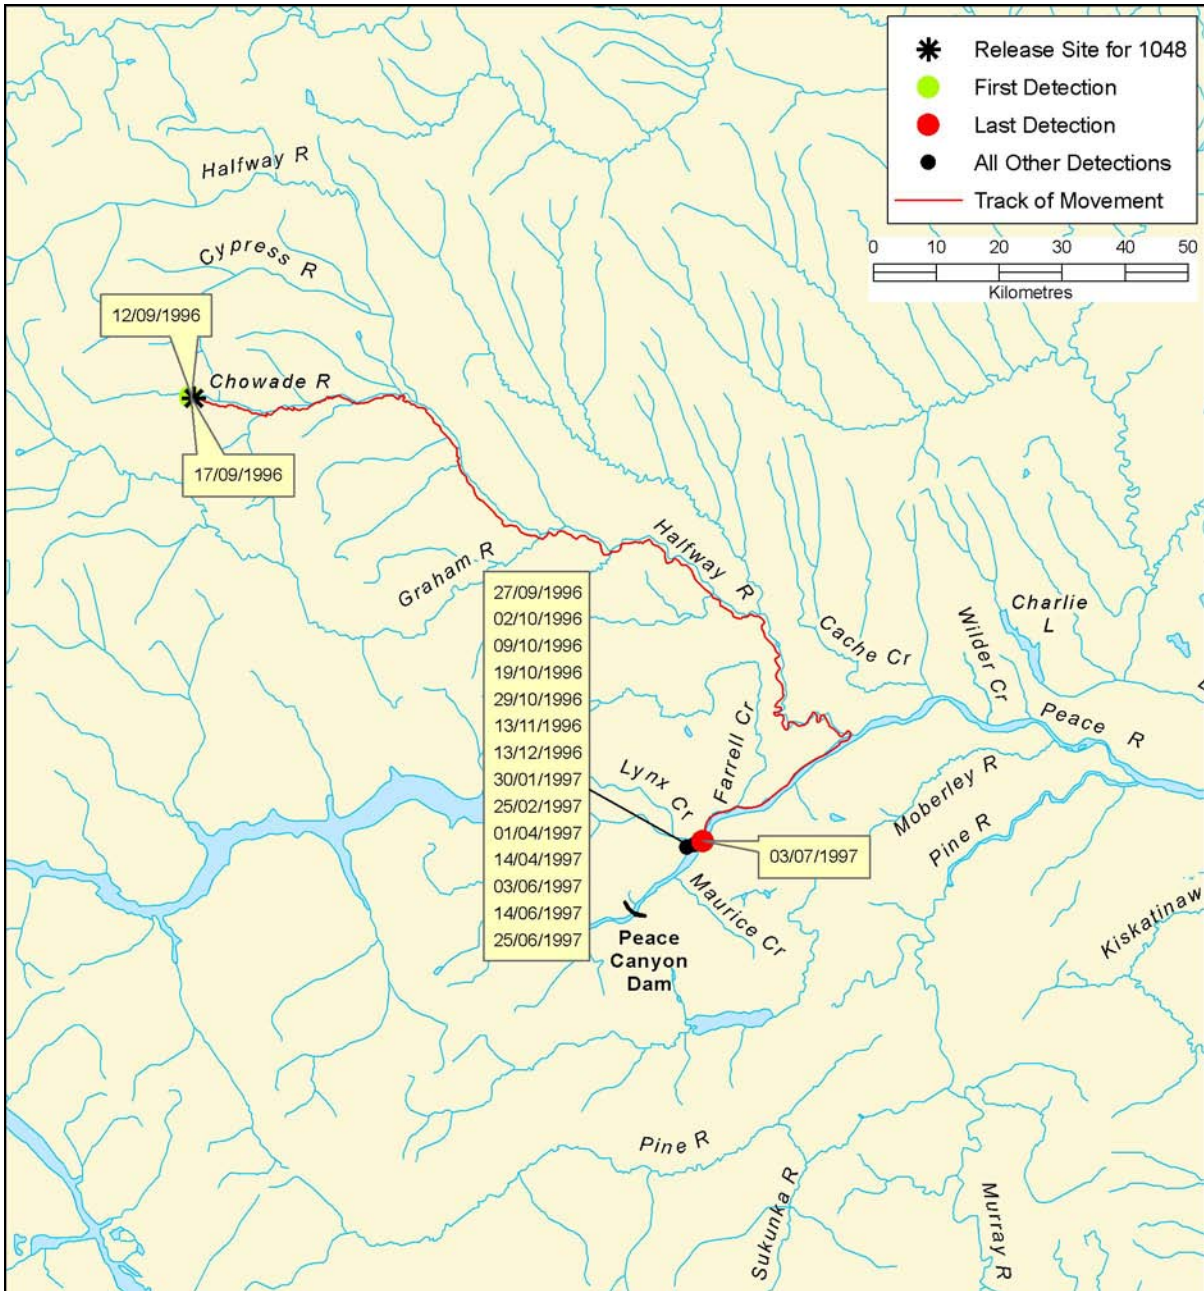 Release Site for 1048
First Detection
Last Detection
All Other Detections
Track of Movement
0 10 20 30 40 50
Kilometres
Halfway R
Cypress R
12/09/1996
Chowade R
17/09/1996
Graham R
Halfway R
27/09/1996
02/10/1996
09/10/1996
19/10/1996
29/10/1996
13/11/1996
13/12/1996
30/01/1997
25/02/1997
01/04/1997
14/04/1997
03/06/1997
14/06/1997
25/06/1997
Cache Cr
Wilder Cr
Charlie
L
Peace R
Farrell Cr
Lynx Cr
Moberley R
Pine R
03/07/1997
Maurice Cr
Kiskatinaw
Peace
Canyon
Dam
Pine R
Sukunka R
Murray R